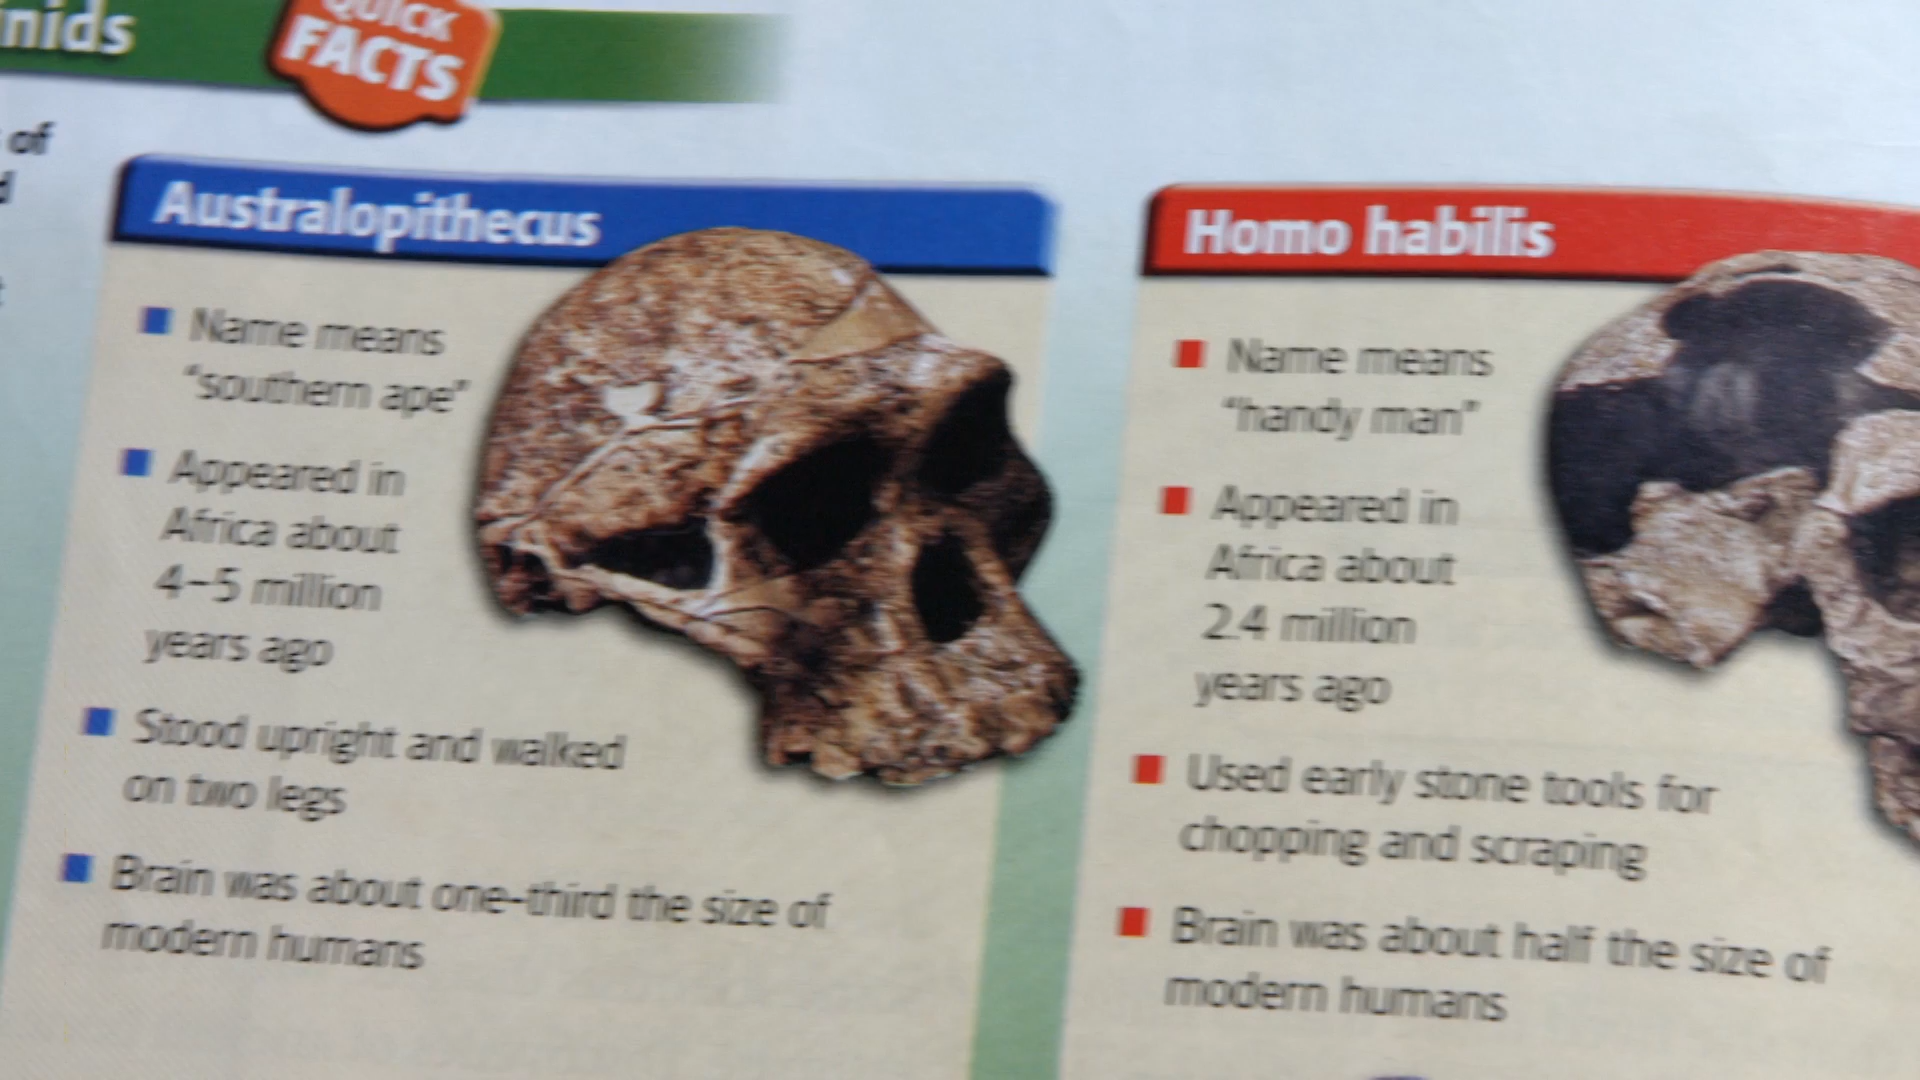 inids
QUICK
FACTS
of
Australopithecus
Name means
"southern ape"
Appeared in
Africa about
4–5 million
years ago
Stood upright and walked
on two legs
Brain was about one-third the size of
modern humans
Homo habilis
Name means
"handy man"
Appeared in
Africa about
2.4 million
years ago
Used early stone tools for
chopping and scraping
Brain was about half the size of
modern humans